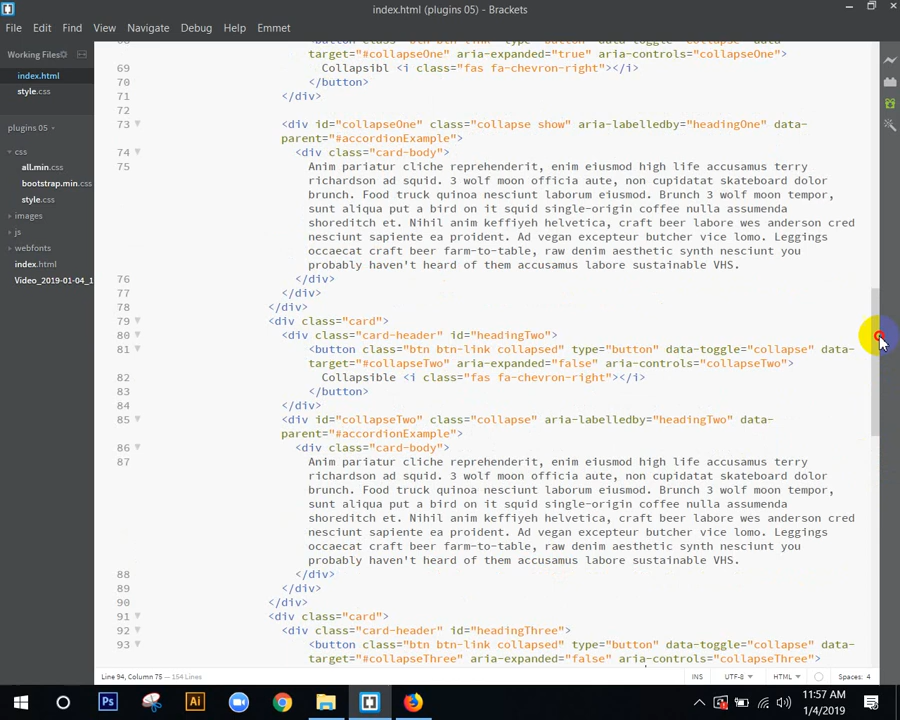 index.html (plugins 05) - Brackets
File Edit Find View Navigate Debug Help Emmet
Working Files
index.html
style.css
plugins 05
css
all.min.css
bootstrap.min.css
style.css
images
js
webfonts
index.html
Video_2019-01-04_1
target="#collapseOne" aria-expanded="true" aria-controls="collapseOne">
69 Collapsibl <i class="fas fa-chevron-right"></i>
70 </button>
71 </div>
72
73 <div id="collapseOne" class="collapse show" aria-labelledby="headingOne" data-
parent="#accordionExample">
74 <div class="card-body">
75 Anim pariatur cliche reprehenderit, enim eiusmod high life accusamus terry
richardson ad squid. 3 wolf moon officia aute, non cupidatat skateboard dolor
brunch. Food truck quinoa nesciunt laborum eiusmod. Brunch 3 wolf moon tempor,
sunt aliqua put a bird on it squid single-origin coffee nulla assumenda
shoreditch et. Nihil anim keffiyeh helvetica, craft beer labore wes anderson cred
nesciunt sapiente ea proident. Ad vegan excepteur butcher vice lomo. Leggings
occaecat craft beer farm-to-table, raw denim aesthetic synth nesciunt you
probably haven't heard of them accusamus labore sustainable VHS.
76 </div>
77 </div>
78 </div>
79 <div class="card">
80 <div class="card-header" id="headingTwo">
81 <button class="btn btn-link collapsed" type="button" data-toggle="collapse" data-
target="#collapseTwo" aria-expanded="false" aria-controls="collapseTwo">
82 Collapsible <i class="fas fa-chevron-right"></i>
83 </button>
84 </div>
85 <div id="collapseTwo" class="collapse" aria-labelledby="headingTwo" data-
parent="#accordionExample">
86 <div class="card-body">
87 Anim pariatur cliche reprehenderit, enim eiusmod high life accusamus terry
richardson ad squid. 3 wolf moon officia aute, non cupidatat skateboard dolor
brunch. Food truck quinoa nesciunt laborum eiusmod. Brunch 3 wolf moon tempor,
sunt aliqua put a bird on it squid single-origin coffee nulla assumenda
shoreditch et. Nihil anim keffiyeh helvetica, craft beer labore wes anderson cred
nesciunt sapiente ea proident. Ad vegan excepteur butcher vice lomo. Leggings
occaecat craft beer farm-to-table, raw denim aesthetic synth nesciunt you
probably haven't heard of them accusamus labore sustainable VHS.
88 </div>
89 </div>
90 </div>
91 <div class="card">
92 <div class="card-header" id="headingThree">
93 <button class="btn btn-link collapsed" type="button" data-toggle="collapse" data-
target="#collapseThree" aria-expanded="false" aria-controls="collapseThree">
Line 94, Column 75 — 154 Lines
INS UTF-8 HTML Spaces: 4
Ps Ai
11:57 AM
1/4/2019